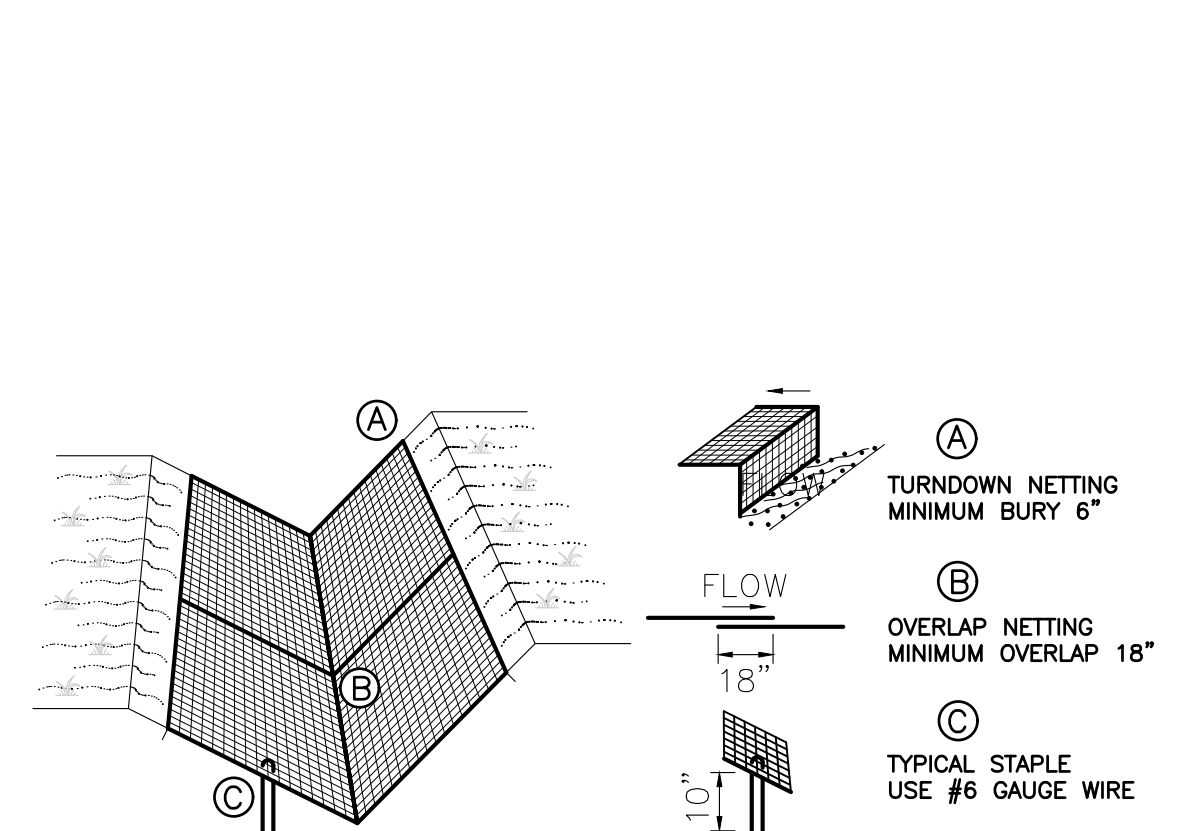 A
A
TURNDOWN NETTING
MINIMUM BURY 6”
FLOW
B
OVERLAP NETTING
MINIMUM OVERLAP 18”
18”
B
C
TYPICAL STAPLE
USE #6 GAUGE WIRE
10”
C